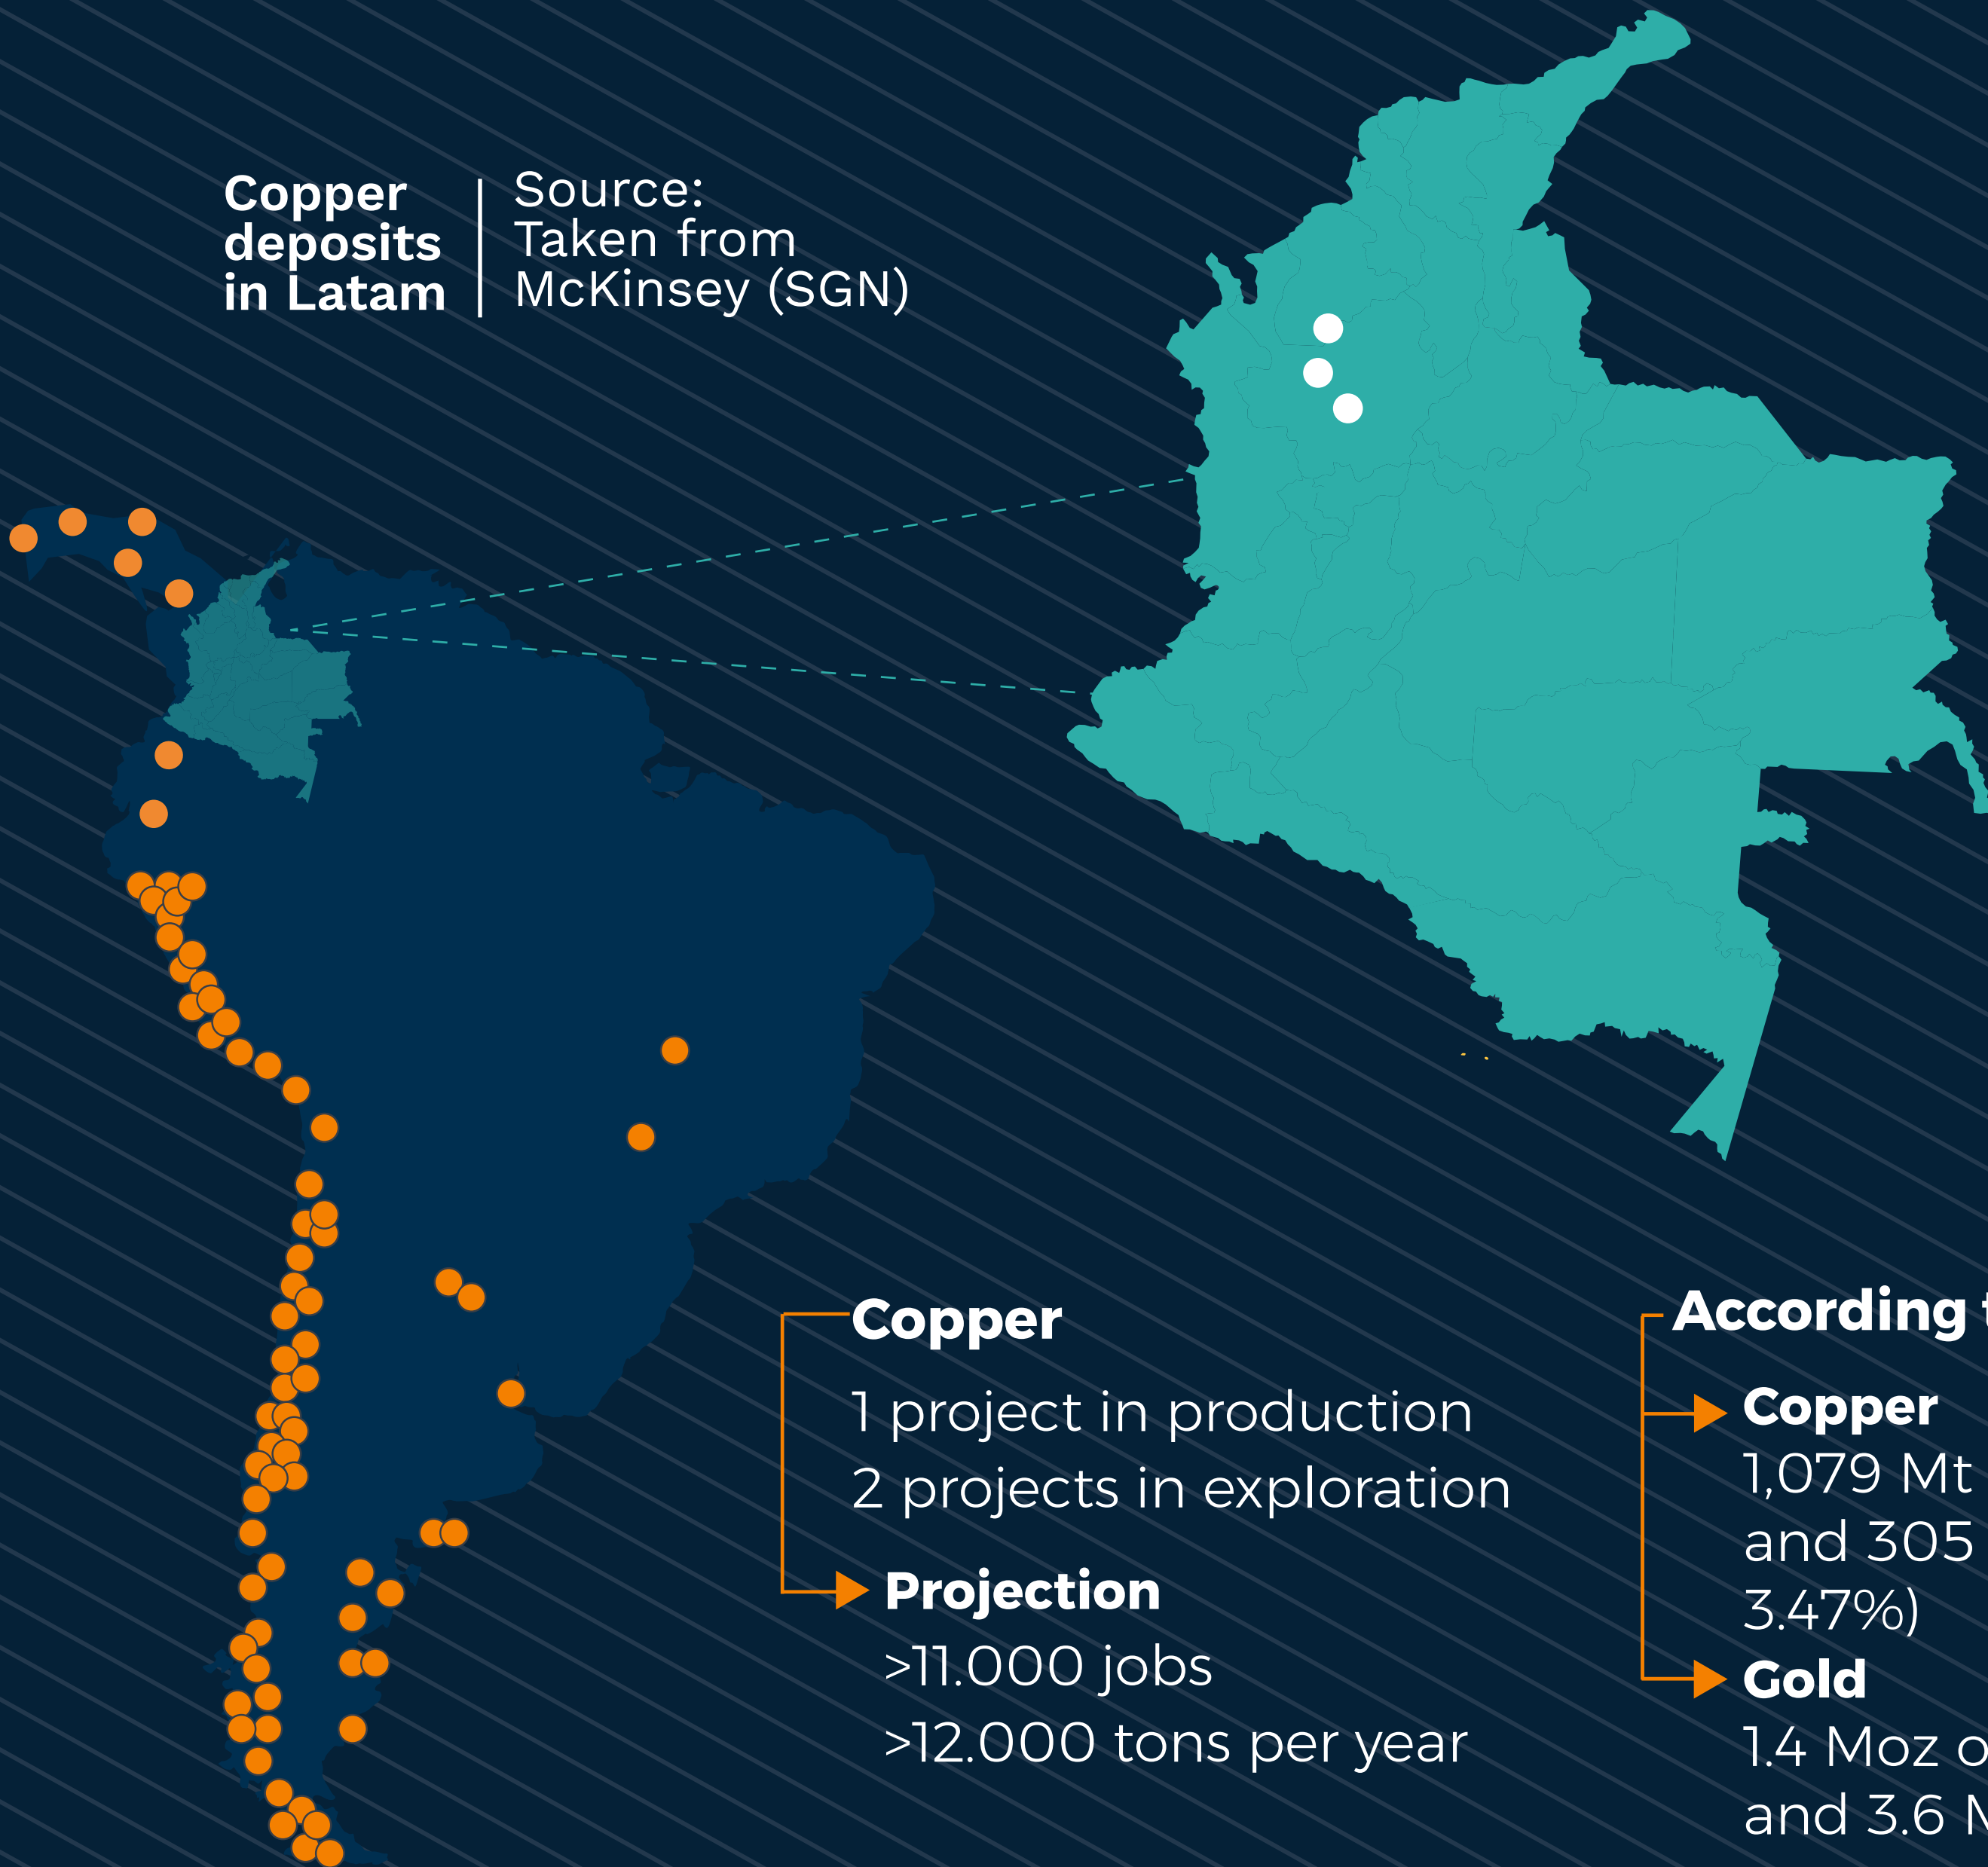 Copper
deposits
in Latam
Source:
Taken from
McKinsey (SGN)
Copper
1 project in production
2 projects in exploration
Projection
>11.000 jobs
>12.000 tons per year
According
Copper
1,079 Mt
and 305
3.47%)
Gold
1.4 Moz
and 3.6